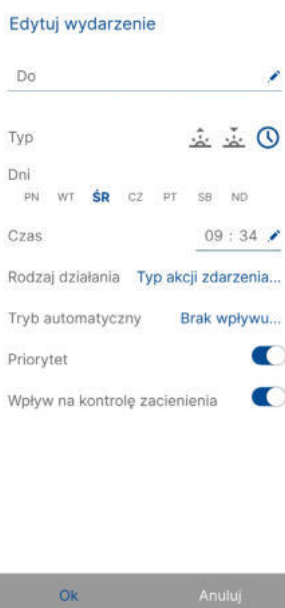 Edytuj wydarzenie
Do
Typ
Dni
PN WT ŚR CZ PT SB ND
Czas 09 : 34
Rodzaj działania Typ akcji zdarzenia...
Tryb automatyczny Brak wpływu...
Priorytet
Wpływ na kontrolę zacienienia
Ok Anuluj